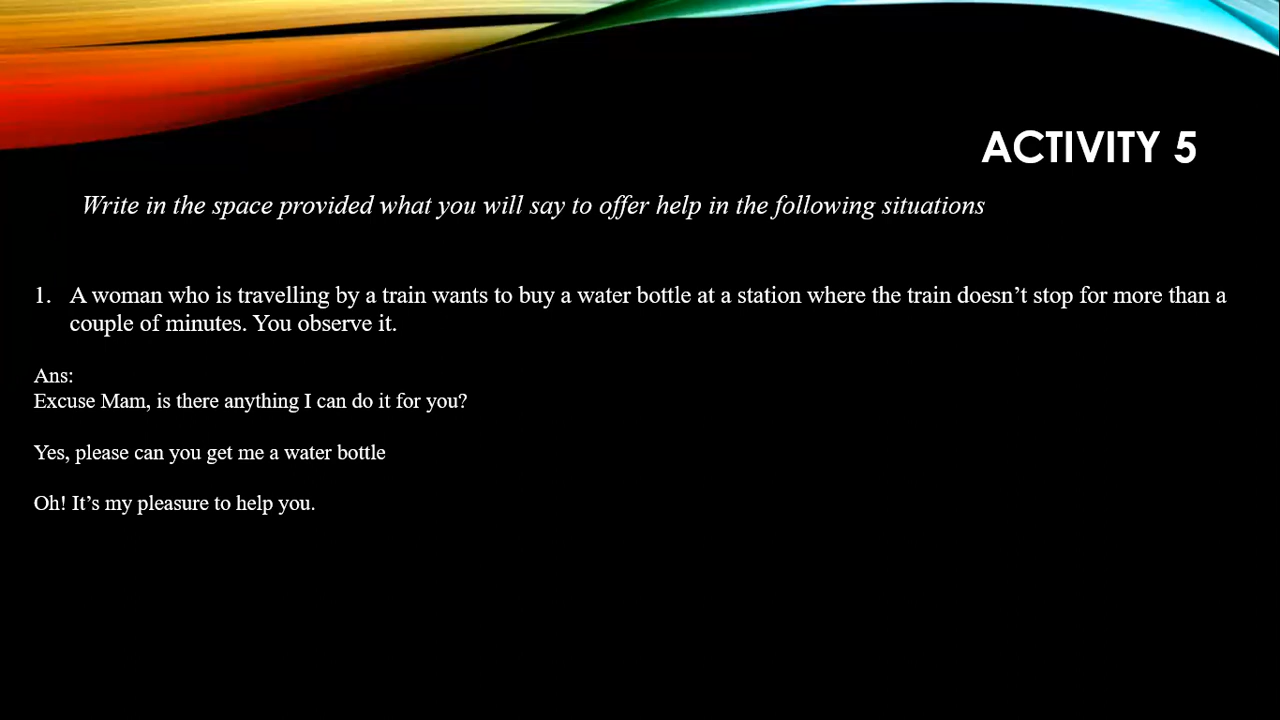 ACTIVITY 5
Write in the space provided what you will say to offer help in the following situations
1. A woman who is travelling by a train wants to buy a water bottle at a station where the train doesn’t stop for more than a
couple of minutes. You observe it.
Ans:
Excuse Mam, is there anything I can do it for you?
Yes, please can you get me a water bottle
Oh! It’s my pleasure to help you.